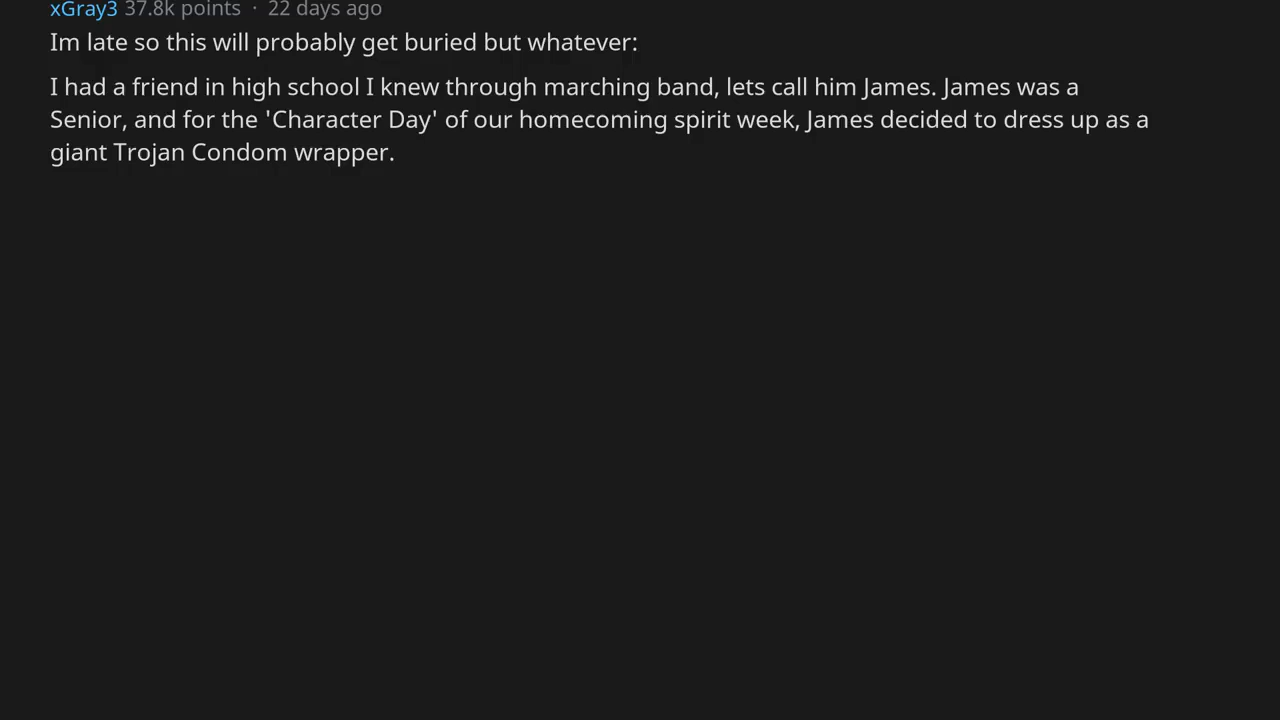 xGray3 37.8k points · 22 days ago
Im late so this will probably get buried but whatever:
I had a friend in high school I knew through marching band, lets call him James. James was a
Senior, and for the 'Character Day' of our homecoming spirit week, James decided to dress up as a
giant Trojan Condom wrapper.